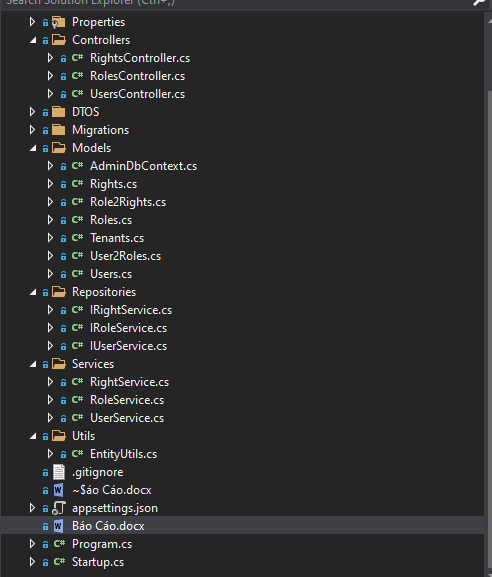 Search Solution Explorer (Ctrl+;)
Properties
Controllers
C# RightsController.cs
C# RolesController.cs
C# UsersController.cs
DTOS
Migrations
Models
C# AdminDbContext.cs
C# Rights.cs
C# Role2Rights.cs
C# Roles.cs
C# Tenants.cs
C# User2Roles.cs
C# Users.cs
Repositories
C# IRightService.cs
C# IRoleService.cs
C# IUserService.cs
Services
C# RightService.cs
C# RoleService.cs
C# UserService.cs
Utils
C# EntityUtils.cs
.gitignore
W ~$áo Cáo.docx
appsettings.json
W Báo Cáo.docx
C# Program.cs
C# Startup.cs